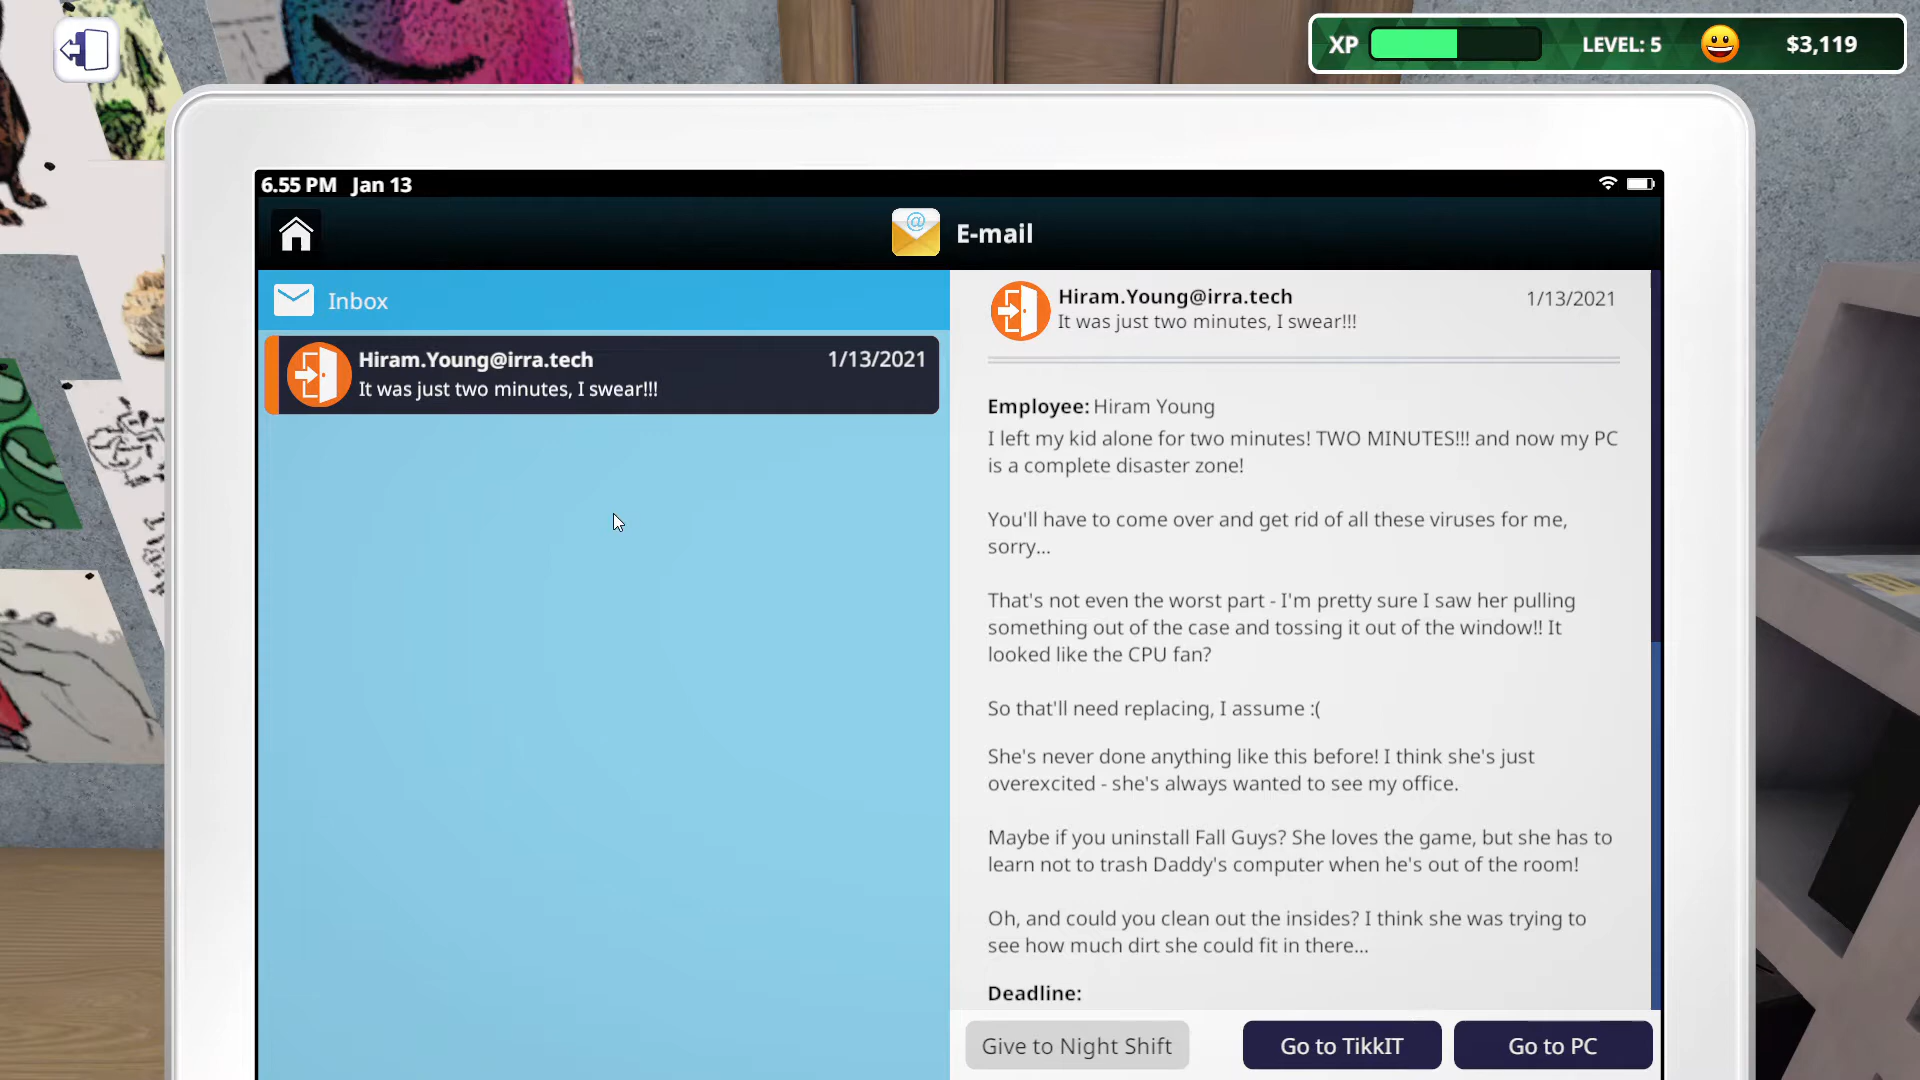 XP LEVEL: 5 $3,119
6.55 PM Jan 13
E-mail
Inbox
Hiram.Young@irra.tech 1/13/2021
It was just two minutes, I swear!!!
Hiram.Young@irra.tech 1/13/2021
It was just two minutes, I swear!!!
Employee: Hiram Young
I left my kid alone for two minutes! TWO MINUTES!!! and now my PC
is a complete disaster zone!
You'll have to come over and get rid of all these viruses for me,
sorry...
That's not even the worst part - I'm pretty sure I saw her pulling
something out of the case and tossing it out of the window!! It
looked like the CPU fan?
So that'll need replacing, I assume :(
She's never done anything like this before! I think she's just
overexcited - she's always wanted to see my office.
Maybe if you uninstall Fall Guys? She loves the game, but she has to
learn not to trash Daddy's computer when he's out of the room!
Oh, and could you clean out the insides? I think she was trying to
see how much dirt she could fit in there...
Deadline:
Give to Night Shift
Go to TikkIT
Go to PC